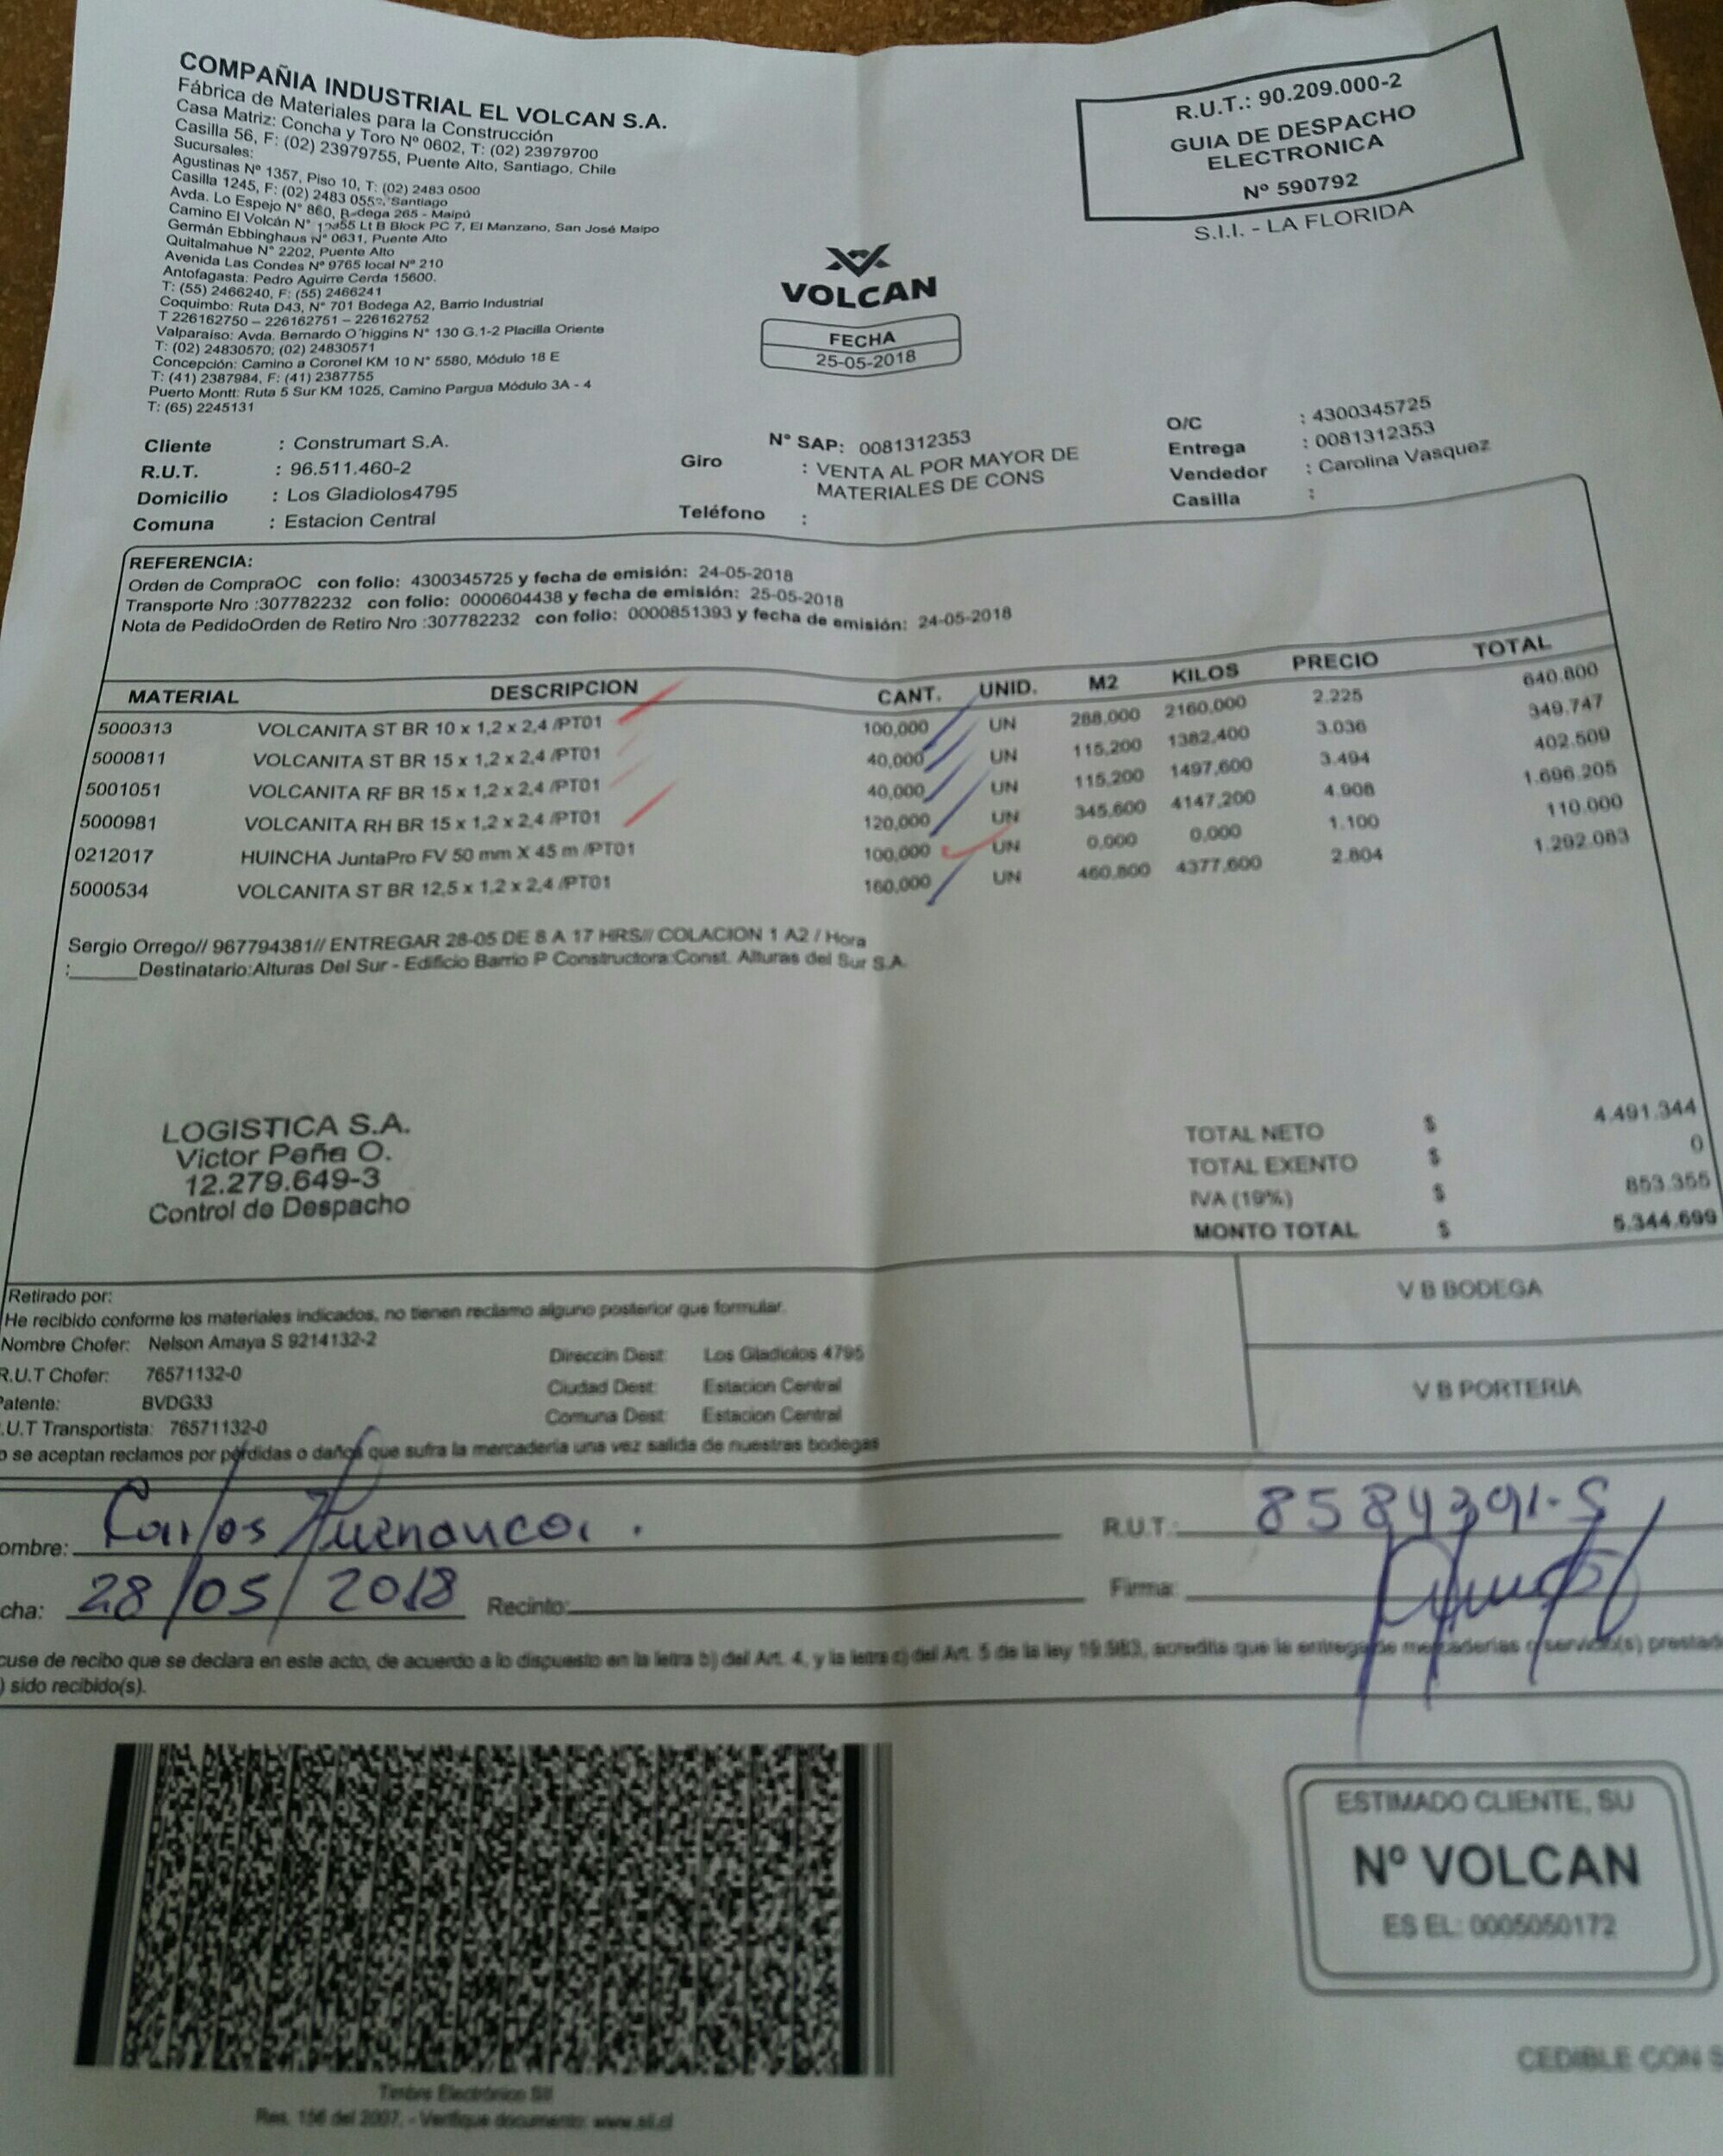 COMPAÑIA INDUSTRIAL EL VOLCAN S.A.
Fábrica de Materiales para la Construcción
Casa Matriz: Concha y Toro Nº 0602, T: (02) 23979700
Casilla 56, F: (02) 23979755, Puente Alto, Santiago, Chile
Sucursales:
Agustinas Nº 1357, Piso 10, T: (02) 2483 0500
Casilla 1245, F: (02) 2483 055 Santiago
Avda. Lo Espejo N° 860, Bodega 265 - Maipú
Camino El Volcán N° Lt B Block PC 7, El Manzano, San José Maipo
Germán Ebbinghaus N° 0631, Puente Alto
Quitalmahue N° 2202, Puente Alto
Avenida Las Condes Nº 9765 local Nº 210
Antofagasta: Pedro Aguirre Cerda 15600.
T: (55) 2466240, F: (55) 2466241
Coquimbo: Ruta D43, N° 701 Bodega A2, Barrio Industrial
T 226162750 – 226162751 – 226162752
Valparaiso: Avda. Bernardo O'higgins N° 130 G.1-2 Placilla Oriente
T: (02) 24830570; (02) 24830571
Concepción: Camino a Coronel KM 10 N° 5580, Módulo 18 E
T: (41) 2387984, F: (41) 2387755
Puerto Montt: Ruta 5 Sur KM 1025, Camino Pargua Módulo 3A - 4
T: (65) 2245131
R.U.T.: 90.209.000-2
GUIA DE DESPACHO
ELECTRONICA
Nº 590792
S.I.I. - LA FLORIDA
VOLCAN
FECHA
25-05-2018
Cliente : Construmart S.A.
R.U.T. : 96.511.460-2
Domicilio : Los Gladiolos4795
Comuna : Estacion Central
N° SAP: 0081312353
Giro : VENTA AL POR MAYOR DE
MATERIALES DE CONS
Teléfono :
O/C : 4300345725
Entrega : 0081312353
Vendedor : Carolina Vasquez
Casilla :
REFERENCIA:
Orden de CompraOC con folio: 4300345725 y fecha de emisión: 24-05-2018
Transporte Nro :307782232 con folio: 0000604438 y fecha de emisión: 25-05-2018
Nota de PedidoOrden de Retiro Nro :307782232 con folio: 0000851393 y fecha de emisión: 24-05-2018
MATERIAL DESCRIPCION CANT. UNID. M2 KILOS PRECIO TOTAL
5000313 VOLCANITA ST BR 10 x 1,2 x 2,4 /PT01 100,000 UN 288,000 2160,000 2.225 640.800
5000811 VOLCANITA ST BR 15 x 1,2 x 2,4 /PT01 40,000 UN 115,200 1382,400 3.036 349.747
5001051 VOLCANITA RF BR 15 x 1,2 x 2,4 /PT01 40,000 UN 115,200 1497,600 3.494 402.509
5000981 VOLCANITA RH BR 15 x 1,2 x 2,4 /PT01 120,000 UN 345,600 4147,200 4.908 1.696.205
0212017 HUINCHA JuntaPro FV 50 mm X 45 m /PT01 100,000 UN 0,000 0,000 1.100 110.000
5000534 VOLCANITA ST BR 12,5 x 1,2 x 2,4 /PT01 160,000 UN 460,800 4377,600 2.804 1.292.083
Sergio Orrego// 967794381// ENTREGAR 28-05 DE 8 A 17 HRS// COLACION 1 A2 / Hora
:______Destinatario:Alturas Del Sur - Edificio Barrio P Constructora:Const. Alturas del Sur S.A.
LOGISTICA S.A.
Victor Peña O.
12.279.649-3
Control de Despacho
TOTAL NETO $ 4.491.344
TOTAL EXENTO $ 0
IVA (19%) $ 853.355
MONTO TOTAL $ 5.344.699
Retirado por:
He recibido conforme los materiales indicados, no tienen reclamo alguno posterior que formular.
Nombre Chofer: Nelson Amaya S 9214132-2
R.U.T Chofer: 76571132-0
Patente: BVDG33
.U.T Transportista: 76571132-0
Direccin Dest: Los Gladiolos 4795
Ciudad Dest: Estacion Central
Comuna Dest: Estacion Central
o se aceptan reclamos por pérdidas o daños que sufra la mercadería una vez salida de nuestras bodegas
V B BODEGA
V B PORTERIA
ombre: Carlos
R.U.T.: 8584391-5
cha: 28/05/2018 Recinto:
Firma:
cuse de recibo que se declara en este acto, de acuerdo a lo dispuesto en la letra b) del Art. 4, y la letra c) del Art. 5 de la ley 19.983, acredita que la entrega de mercaderías o servicio(s) prestado
) sido recibido(s).
ESTIMADO CLIENTE, SU
Nº VOLCAN
ES EL: 0005050172
CEDIBLE CON S
Timbre Electrónico SII
Res. 156 del 2007. - Verifique documento: www.sii.cl